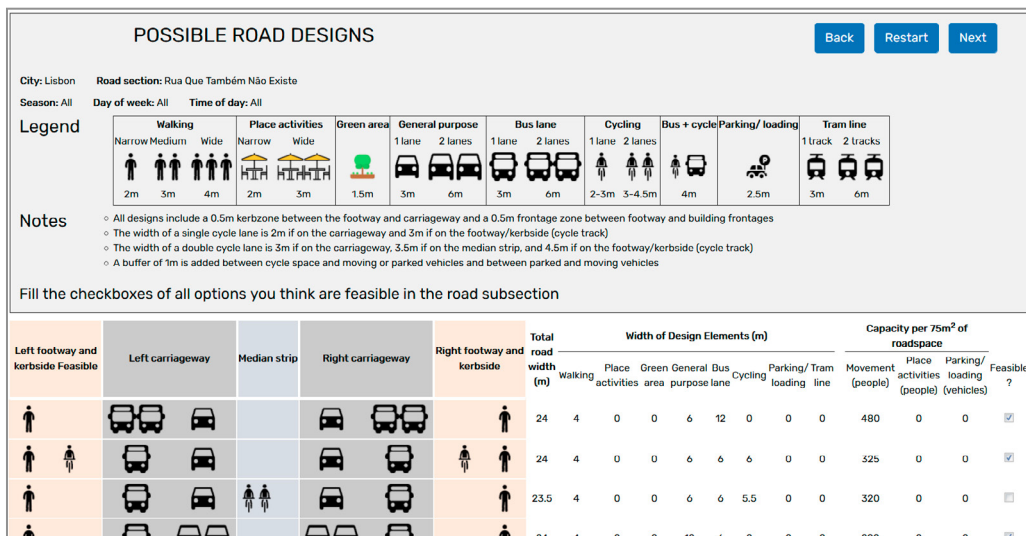 POSSIBLE ROAD DESIGNS
Back Restart Next
City: Lisbon Road section: Rua Que Também Não Existe
Season: All Day of week: All Time of day: All
Legend
Walking Place activities Green area General purpose Bus lane Cycling Bus + cycle Parking/ loading Tram line
Narrow Medium Wide Narrow Wide 1 lane 2 lanes 1 lane 2 lanes 1 lane 2 lanes 1 track 2 tracks
P
2m 3m 4m 2m 3m 1.5m 3m 6m 3m 6m 2-3m 3-4.5m 4m 2.5m 3m 6m
Notes
○ All designs include a 0.5m kerbzone between the footway and carriageway and a 0.5m frontage zone between footway and building frontages
○ The width of a single cycle lane is 2m if on the carriageway and 3m if on the footway/kerbside (cycle track)
○ The width of a double cycle lane is 3m if on the carriageway, 3.5m if on the median strip, and 4.5m if on the footway/kerbside (cycle track)
○ A buffer of 1m is added between cycle space and moving or parked vehicles and between parked and moving vehicles
Fill the checkboxes of all options you think are feasible in the road subsection
Left footway and kerbside Feasible
Left carriageway
Median strip
Right carriageway
Right footway and kerbside
Total road width (m)
Width of Design Elements (m)
Walking Place activities Green area General purpose Bus lane Cycling Parking/ loading Tram line
Capacity per 75m² of roadspace
Movement (people) Place activities (people) Parking/ loading (vehicles)
Feasible ?
24 4 0 0 6 12 0 0 0 480 0 0
24 4 0 0 6 6 6 0 0 325 0 0
23.5 4 0 0 6 6 5.5 0 0 320 0 0